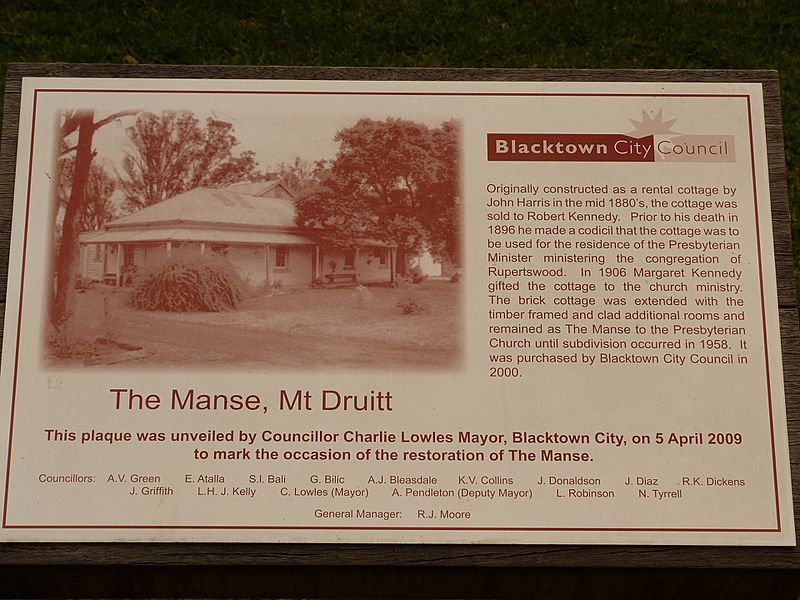 Blacktown City Council
Originally constructed as a rental cottage by
John Harris in the mid 1880's, the cottage was
sold to Robert Kennedy. Prior to his death in
1896 he made a codicil that the cottage was to
be used for the residence of the Presbyterian
Minister ministering the congregation of
Rupertswood. In 1906 Margaret Kennedy
gifted the cottage to the church ministry.
The brick cottage was extended with the
timber framed and clad additional rooms and
remained as The Manse to the Presbyterian
Church until subdivision occurred in 1958. It
was purchased by Blacktown City Council in
2000.
The Manse, Mt Druitt
This plaque was unveiled by Councillor Charlie Lowles Mayor, Blacktown City, on 5 April 2009
to mark the occasion of the restoration of The Manse.
Councillors: A.V. Green E. Atalla S.I. Bali G. Bilic A.J. Bleasdale K.V. Collins J. Donaldson J. Diaz R.K. Dickens
J. Griffith L.H. J. Kelly C. Lowles (Mayor) A. Pendleton (Deputy Mayor) L. Robinson N. Tyrrell
General Manager: R.J. Moore